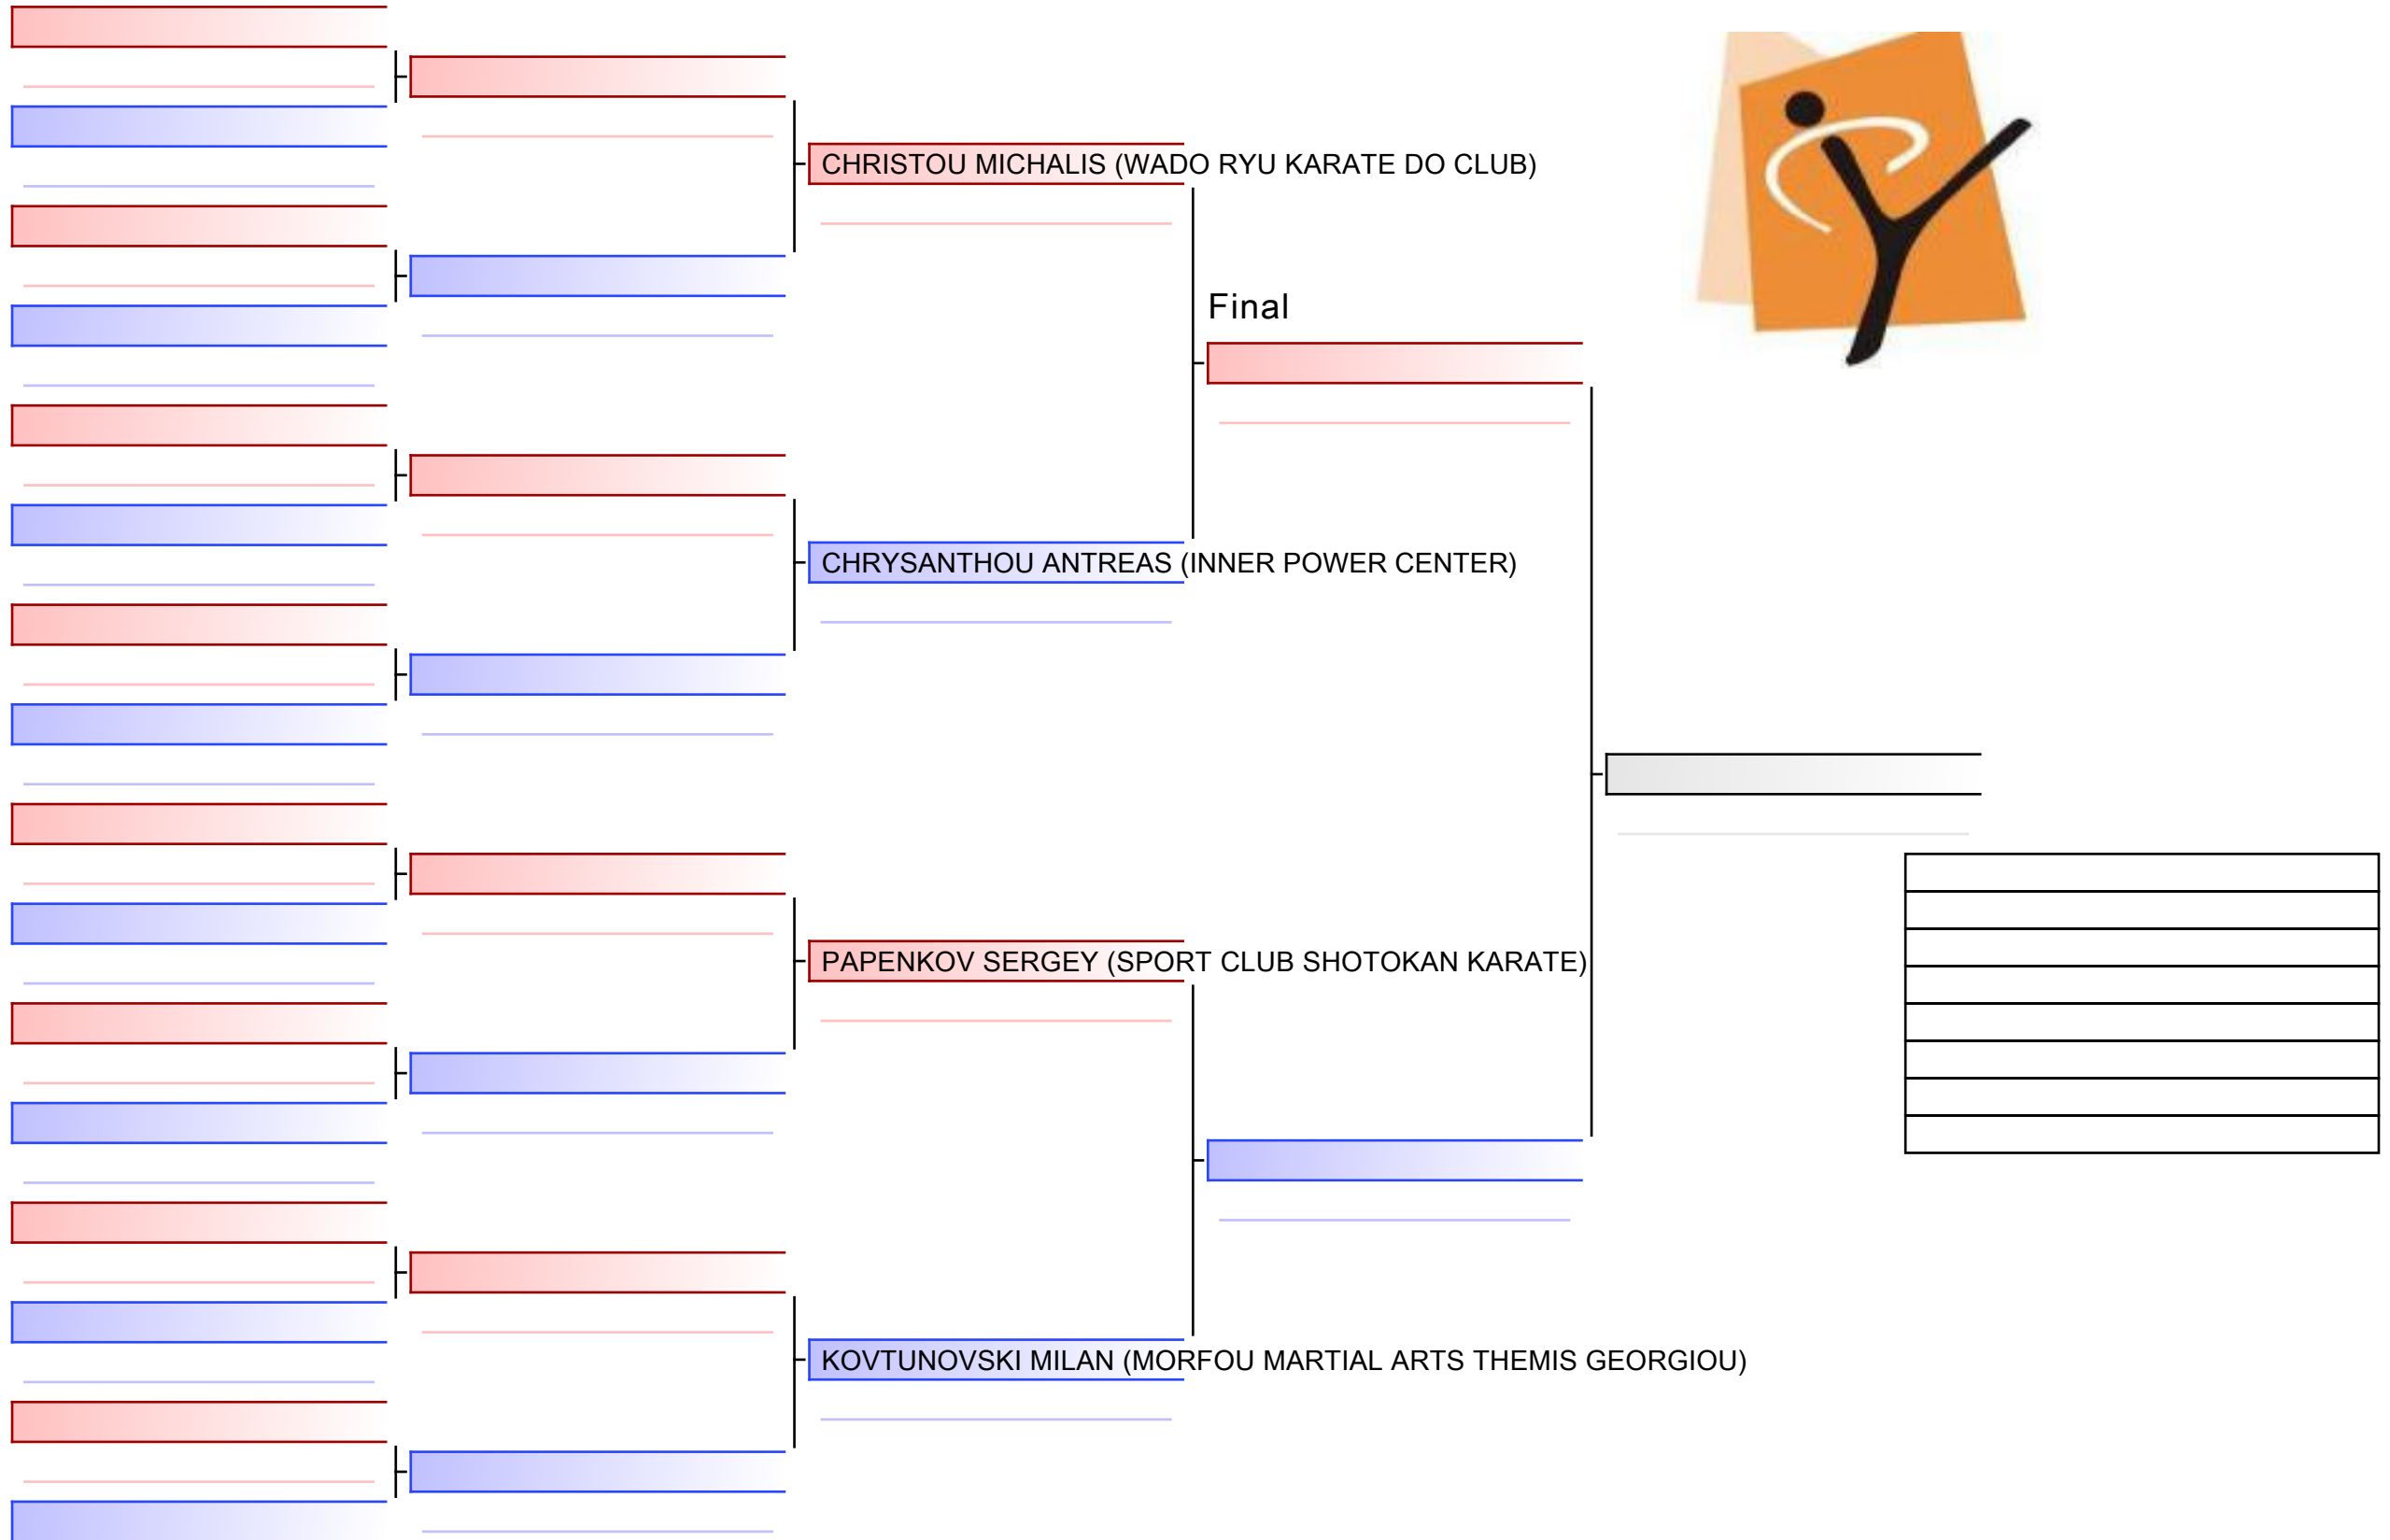 CHRISTOU MICHALIS (WADO RYU KARATE DO CLUB)
Final
CHRYSANTHOU ANTREAS (INNER POWER CENTER)
PAPENKOV SERGEY (SPORT CLUB SHOTOKAN KARATE)
KOVTUNOVSKI MILAN (MORFOU MARTIAL ARTS THEMIS GEORGIOU)